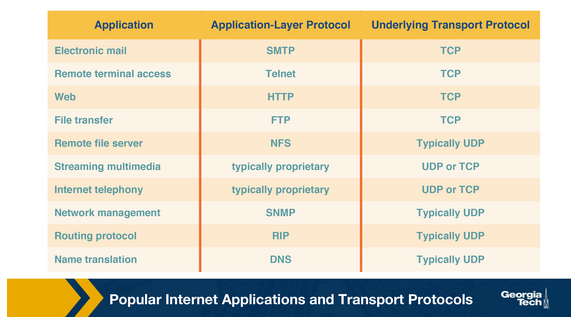 Application Application-Layer Protocol Underlying Transport Protocol
Electronic mail SMTP TCP
Remote terminal access Telnet TCP
Web HTTP TCP
File transfer FTP TCP
Remote file server NFS Typically UDP
Streaming multimedia typically proprietary UDP or TCP
Internet telephony typically proprietary UDP or TCP
Network management SNMP Typically UDP
Routing protocol RIP Typically UDP
Name translation DNS Typically UDP
Popular Internet Applications and Transport Protocols
Georgia
Tech